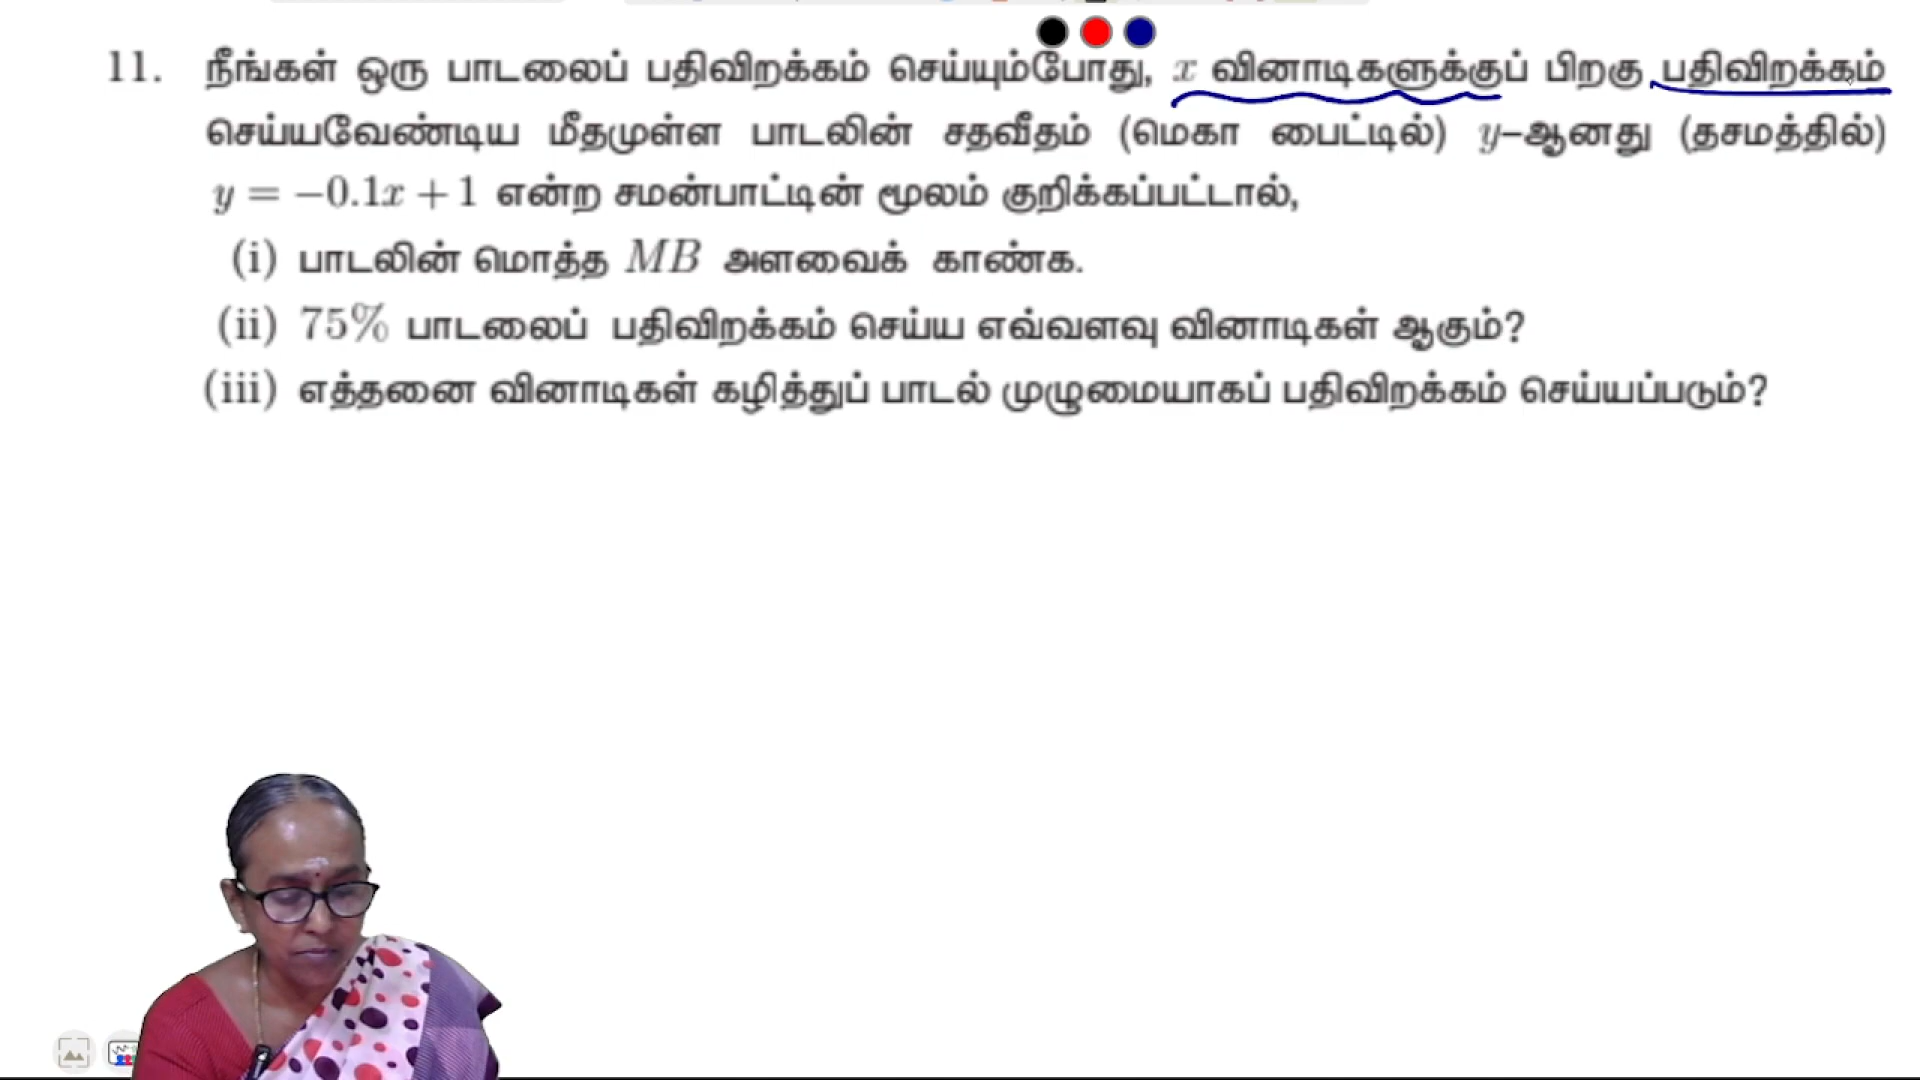 11. நீங்கள் ஒரு பாடலைப் பதிவிறக்கம் செய்யும்போது, x வினாடிகளுக்குப் பிறகு பதிவிறக்கம்
செய்யவேண்டிய மீதமுள்ள பாடலின் சதவீதம் (மெகா பைட்டில்) y–ஆனது (தசமத்தில்)
y = −0.1x + 1 என்ற சமன்பாட்டின் மூலம் குறிக்கப்பட்டால்,
(i) பாடலின் மொத்த MB அளவைக் காண்க.
(ii) 75% பாடலைப் பதிவிறக்கம் செய்ய எவ்வளவு வினாடிகள் ஆகும்?
(iii) எத்தனை வினாடிகள் கழித்துப் பாடல் முழுமையாகப் பதிவிறக்கம் செய்யப்படும்?